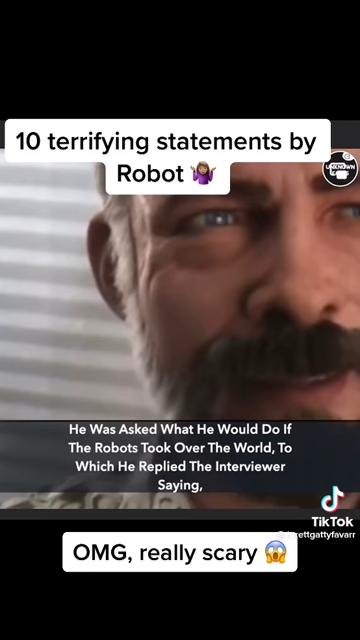 10 terrifying statements by
Robot 🤷🏽‍♀️
UNKNOWN
He Was Asked What He Would Do If
The Robots Took Over The World, To
Which He Replied The Interviewer
Saying,
TikTok
OMG, really scary 😱